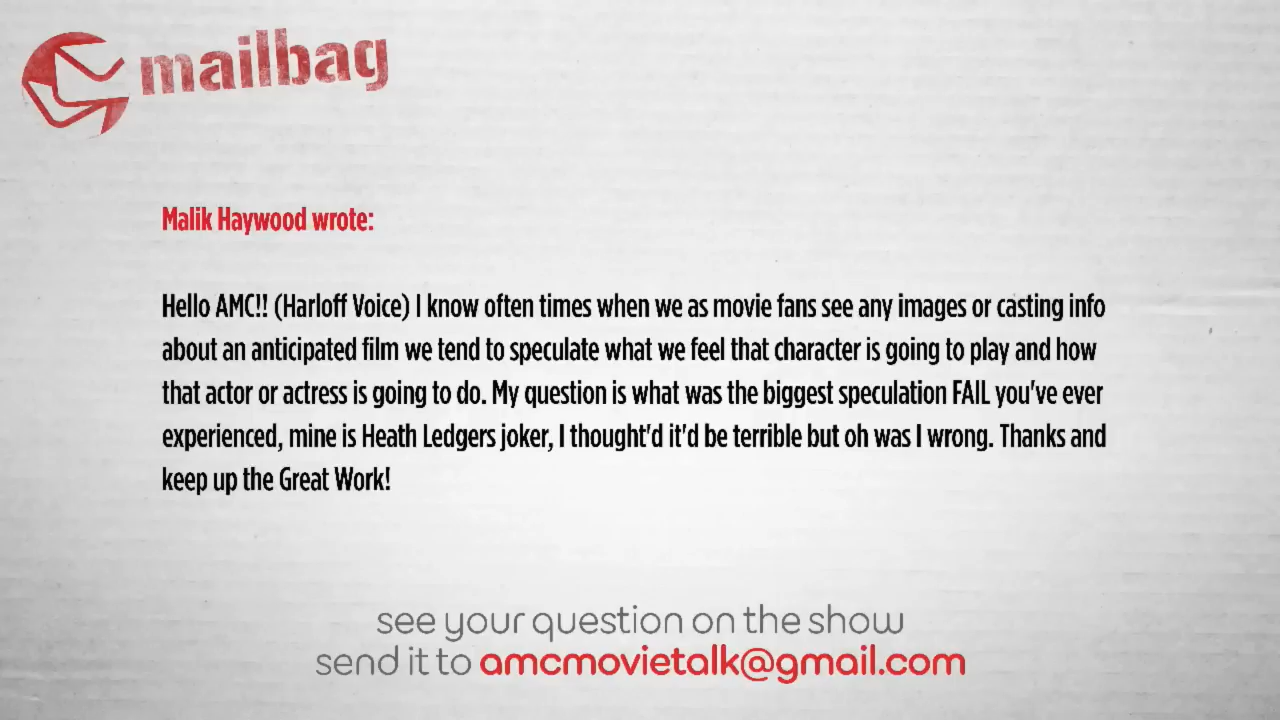 mailbag
Malik Haywood wrote:
Hello AMC!! (Harloff Voice) I know often times when we as movie fans see any images or casting info
about an anticipated film we tend to speculate what we feel that character is going to play and how
that actor or actress is going to do. My question is what was the biggest speculation FAIL you've ever
experienced, mine is Heath Ledgers joker, I thought'd it'd be terrible but oh was I wrong. Thanks and
keep up the Great Work!
see your question on the show
send it to amcmovietalk@gmail.com